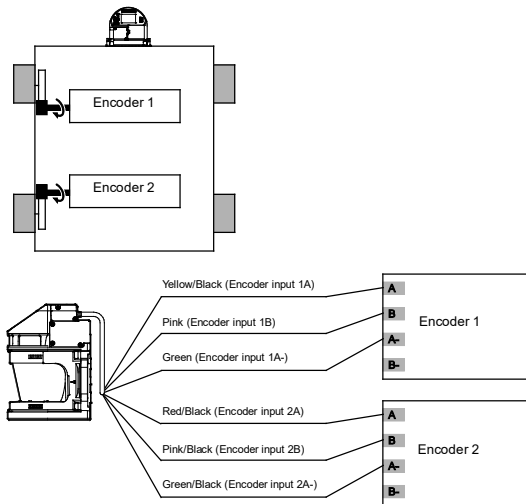 Encoder 1
Encoder 2
Yellow/Black (Encoder input 1A)
A
Pink (Encoder input 1B)
B
Encoder 1
Green (Encoder input 1A-)
A-
B-
Red/Black (Encoder input 2A)
A
Pink/Black (Encoder input 2B)
B
Encoder 2
Green/Black (Encoder input 2A-)
A-
B-